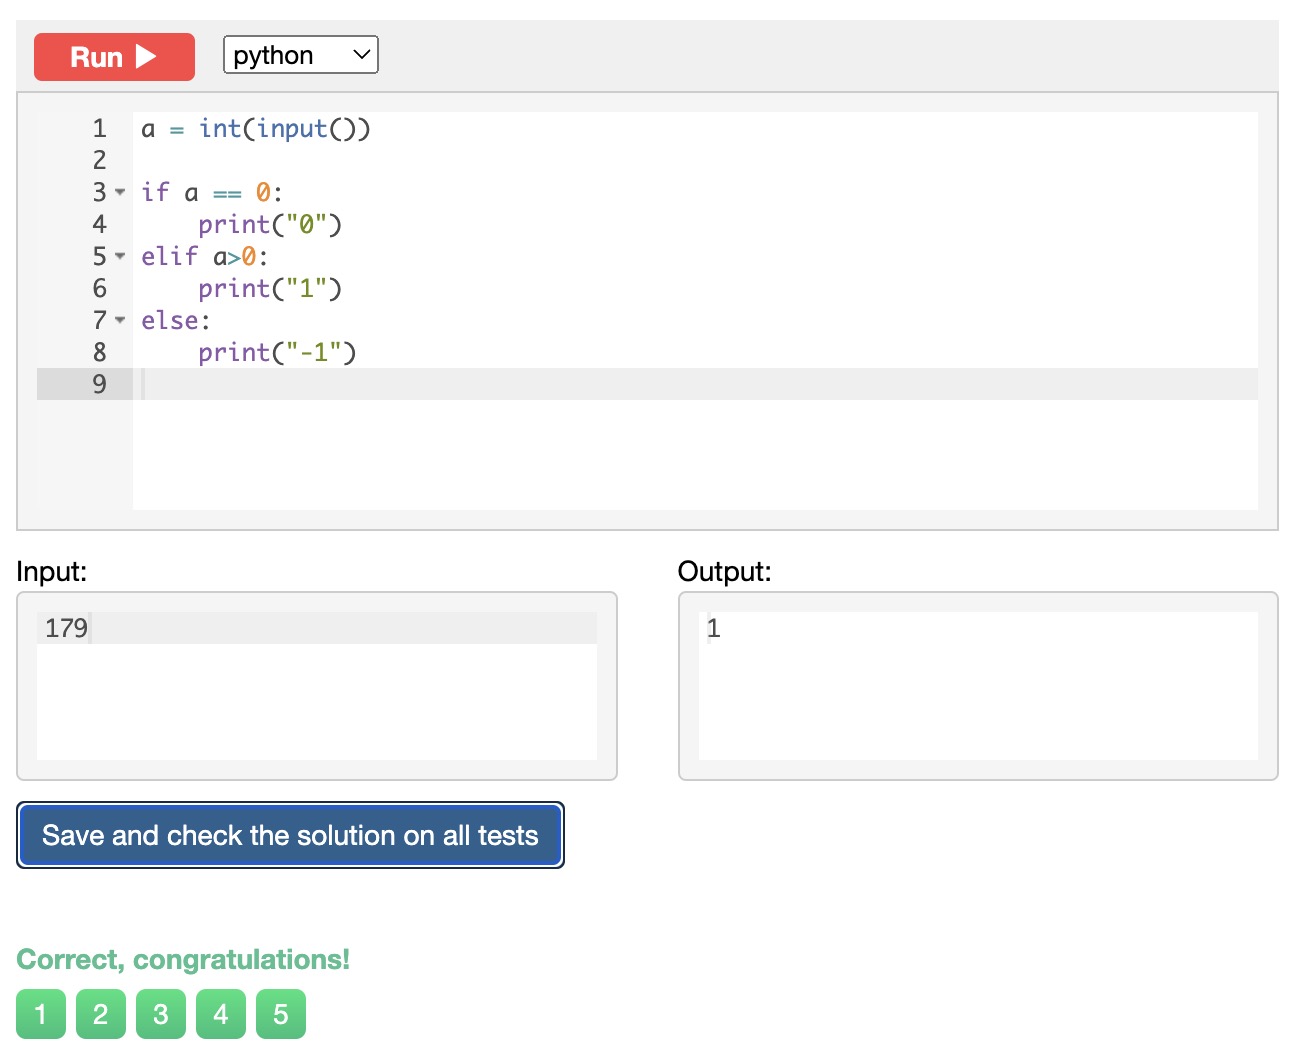 Run python
1 a = int(input())
2
3 if a == 0:
4     print("0")
5 elif a>0:
6     print("1")
7 else:
8     print("-1")
9
Input: Output:
179 1
Save and check the solution on all tests
Correct, congratulations!
1 2 3 4 5